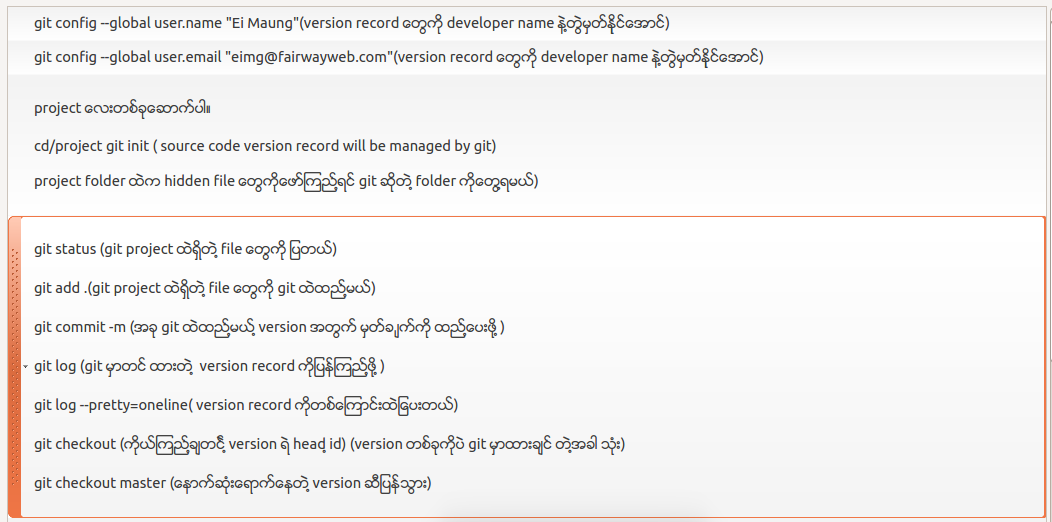 git config --global user.name "Ei Maung"(version record တွေကို developer name နဲ့တွဲမှတ်နိုင်အောင်)
git config --global user.email "eimg@fairwayweb.com"(version record တွေကို developer name နဲ့တွဲမှတ်နိုင်အောင်)
project လေးတစ်ခုဆောက်ပါ။
cd/project git init ( source code version record will be managed by git)
project folder ထဲက hidden file တွေကိုဖော်ကြည့်ရင် git ဆိုတဲ့ folder ကိုတွေ့ရမယ်)
git status (git project ထဲရှိတဲ့ file တွေကို ပြတယ်)
git add .(git project ထဲရှိတဲ့ file တွေကို git ထဲထည့်မယ်)
git commit -m (အခု git ထဲထည့်မယ့် version အတွက် မှတ်ချက်ကို ထည့်ပေးဖို့ )
git log (git မှာတင် ထားတဲ့ version record ကိုပြန်ကြည့်ဖို့ )
git log --pretty=oneline( version record ကိုတစ်ကြောင်းထဲပြေပးတယ်)
git checkout (ကိုယ်ကြည့်ချတင်ဲ့ version ရဲ့ head id) (version တစ်ခုကိုပဲ git မှာထားချင် တဲ့အခါ သုံး)
git checkout master (နောက်ဆုံးရောက်နေတဲ့ version ဆီပြန်သွား)